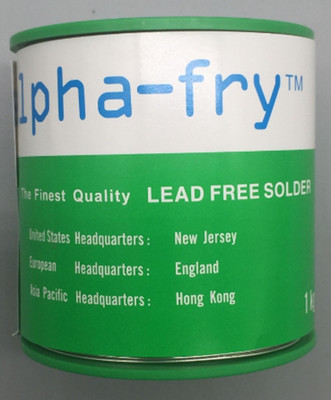 lpha-fry™
The Finest Quality LEAD FREE SOLDER
United States Headquarters: New Jersey
European Headquarters: England
Asia Pacific Headquarters: Hong Kong
1 kg